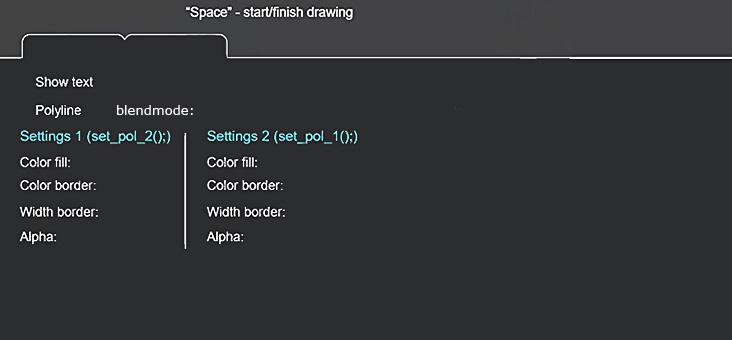 “Space” - start/finish drawing
Show text
Polyline blendmode:
Settings 1 (set_pol_2();) Settings 2 (set_pol_1();)
Color fill: Color fill:
Color border: Color border:
Width border: Width border:
Alpha: Alpha: